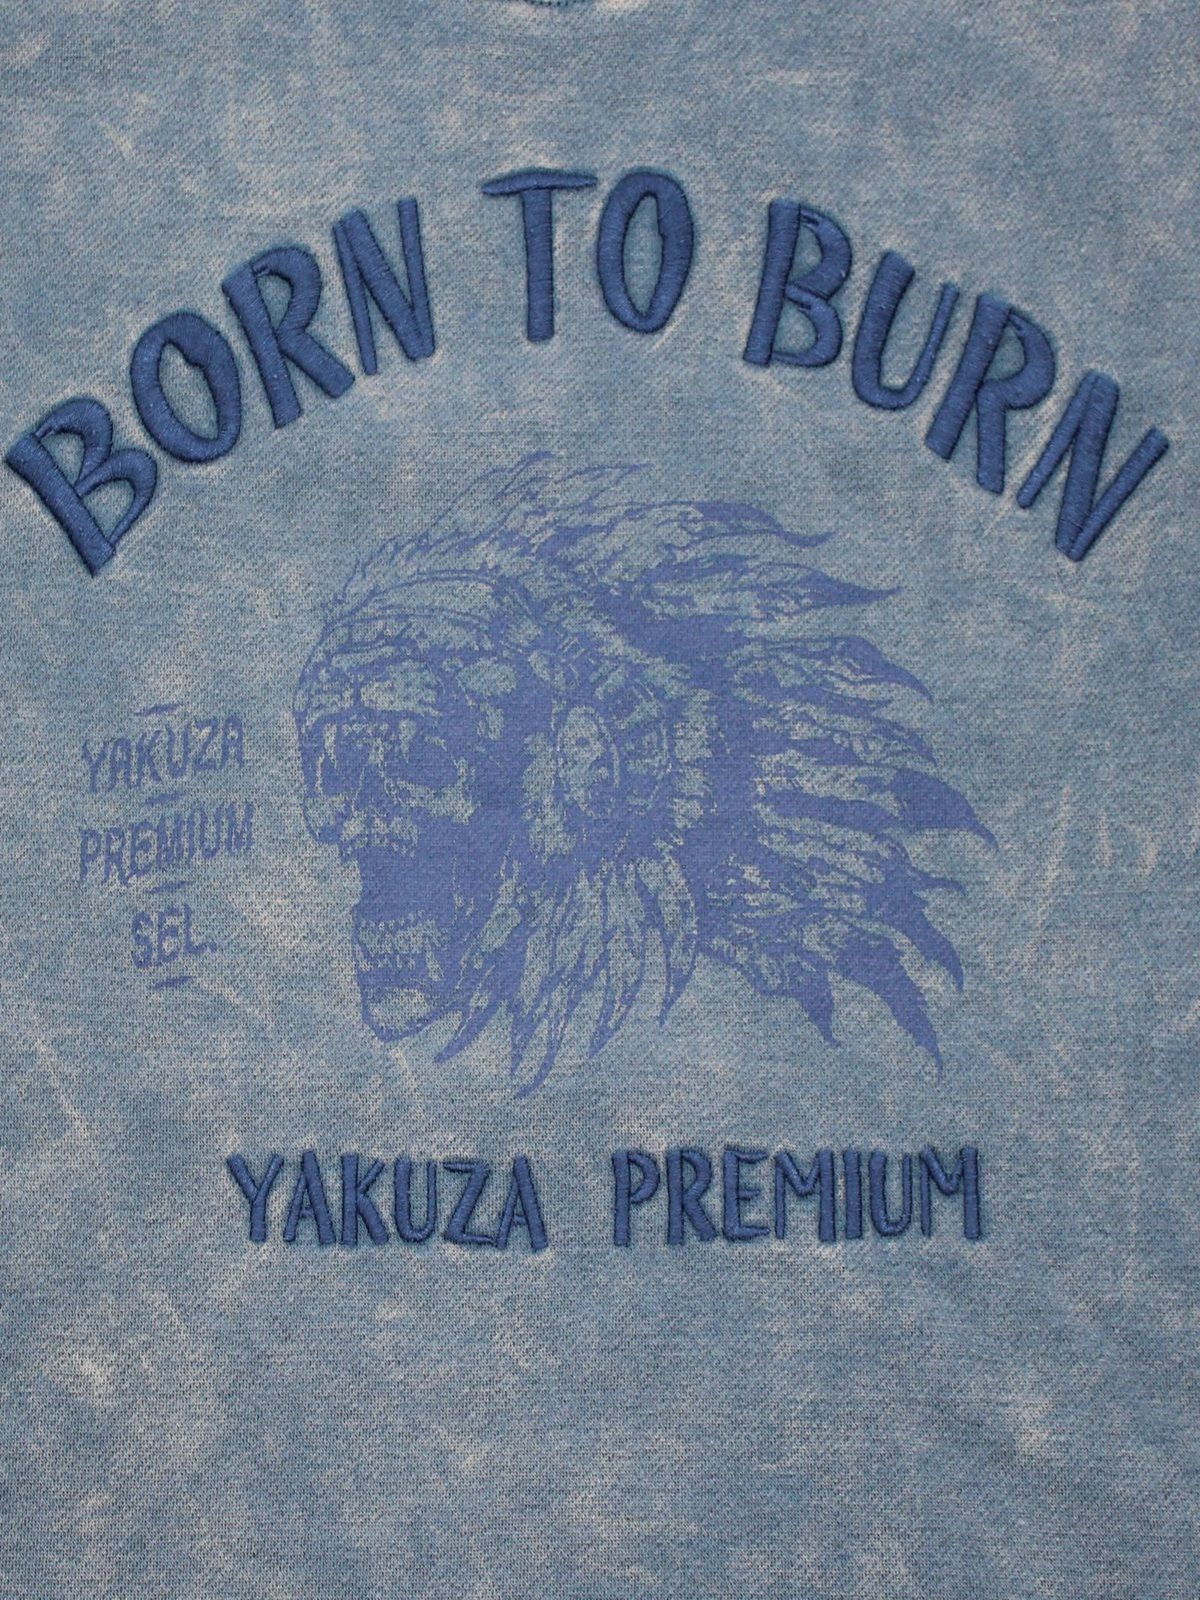 BORN TO BURN
YAKUZA
PREMIUM
SEL.
YAKUZA PREMIUM